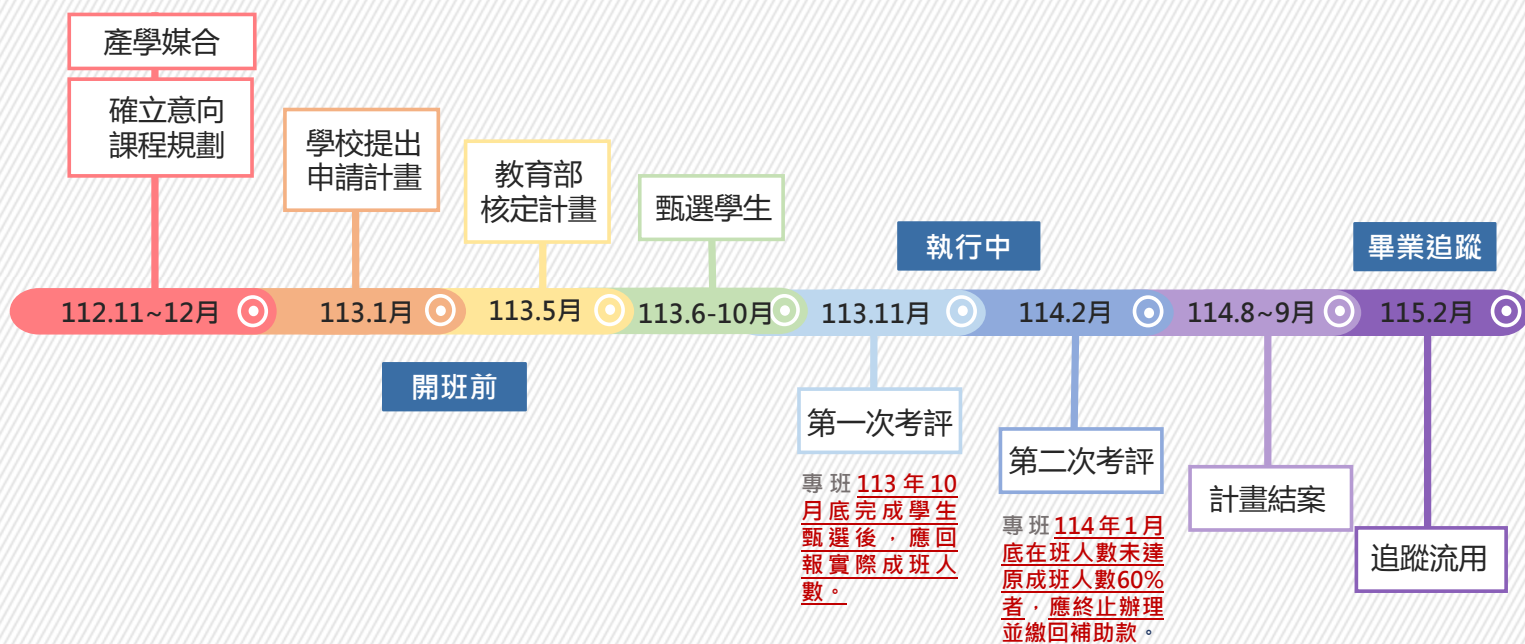 產學媒合
確立意向
課程規劃
學校提出
申請計畫
教育部
核定計畫
甄選學生
執行中
畢業追蹤
112.11~12月
113.1月
113.5月
113.6-10月
113.11月
114.2月
114.8~9月
115.2月
開班前
第一次考評
專班113年10
月底完成學生
甄選後，應回
報實際成班人
數。
第二次考評
專班114年1月
底在班人數未達
原成班人數60%
者，應終止辦理
並繳回補助款。
計畫結案
追蹤流用